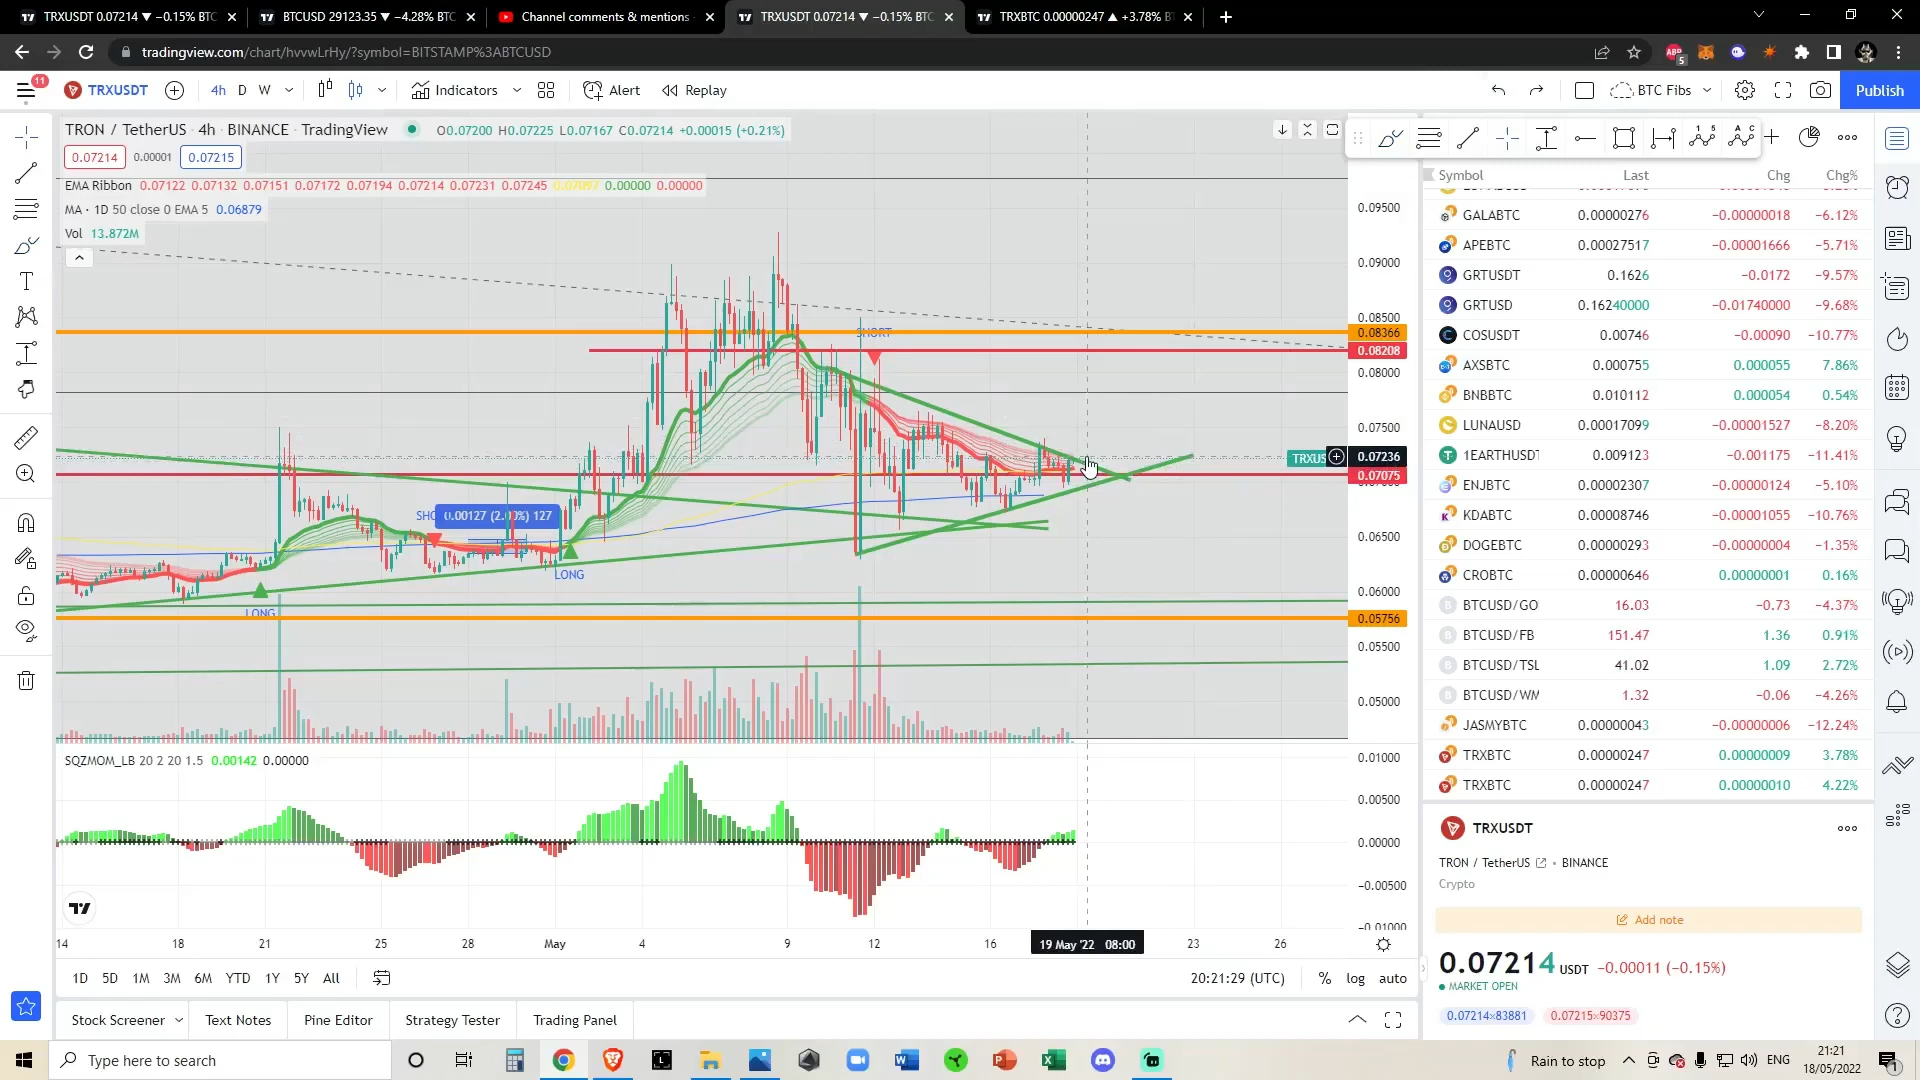 TRXUSDT 0.07214 ▼ −0.15% BTC
BTCUSD 29123.35 ▼ −4.28% BTC
Channel comments & mentions
TRXUSDT 0.07214 ▼ −0.15% BTC
TRXBTC 0.00000247 ▲ +3.78% BT
tradingview.com/chart/hvvwLrHy/?symbol=BITSTAMP%3ABTCUSD
5
11
TRXUSDT
4h D W
Indicators
Alert
Replay
BTC Fibs
Publish
TRON / TetherUS · 4h · BINANCE · TradingView
O0.07200 H0.07225 L0.07167 C0.07214 +0.00015 (+0.21%)
0.07214 0.00001 0.07215
EMA Ribbon 0.07122 0.07132 0.07151 0.07172 0.07194 0.07214 0.07231 0.07245 0.07097 0.00000 0.00000
MA · 1D 50 close 0 EMA 5 0.06879
Vol 13.872M
SHORT
0.00127 (2.00%) 127
LONG
LONG
0.09500
0.09000
0.08500
0.08366
0.08208
0.08000
0.07500
TRXUS
0.07236
0.07075
0.06500
0.06000
0.05756
0.05500
0.05000
SQZMOM_LB 20 2 20 1.5 0.00142 0.00000
0.01000
0.00500
0.00000
−0.00500
−0.01000
14 18 21 25 28 May 4 9 12 16 19 May '22 08:00 23 26
1D 5D 1M 3M 6M YTD 1Y 5Y All
20:21:29 (UTC) % log auto
Stock Screener Text Notes Pine Editor Strategy Tester Trading Panel
Symbol Last Chg Chg%
GALABTC 0.00000276 −0.00000018 −6.12%
APEBTC 0.00027517 −0.00001666 −5.71%
GRTUSDT 0.1626 −0.0172 −9.57%
GRTUSD 0.16240000 −0.01740000 −9.68%
COSUSDT 0.00746 −0.00090 −10.77%
AXSBTC 0.000755 0.000055 7.86%
BNBBTC 0.010112 0.000054 0.54%
LUNAUSD 0.00017099 −0.00001527 −8.20%
1EARTHUSDT 0.009123 −0.001175 −11.41%
ENJBTC 0.00002307 −0.00000124 −5.10%
KDABTC 0.00008746 −0.00001055 −10.76%
DOGEBTC 0.00000293 −0.00000004 −1.35%
CROBTC 0.00000646 0.00000001 0.16%
BTCUSD/GO 16.03 −0.73 −4.37%
BTCUSD/FB 151.47 1.36 0.91%
BTCUSD/TSL 41.02 1.09 2.72%
BTCUSD/WM 1.32 −0.06 −4.26%
JASMYBTC 0.00000043 −0.00000006 −12.24%
TRXBTC 0.00000247 0.00000009 3.78%
TRXBTC 0.00000247 0.00000010 4.22%
TRXUSDT
TRON / TetherUS · BINANCE
Crypto
Add note
0.07214 USDT −0.00011 (−0.15%)
MARKET OPEN
0.07214×83881 0.07215×90375
Type here to search
Rain to stop
ENG
21:21
18/05/2022
1